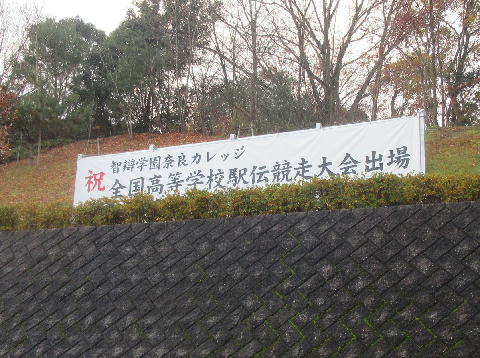 智辯学園奈良カレッジ
祝 全国高等学校駅伝競走大会出場